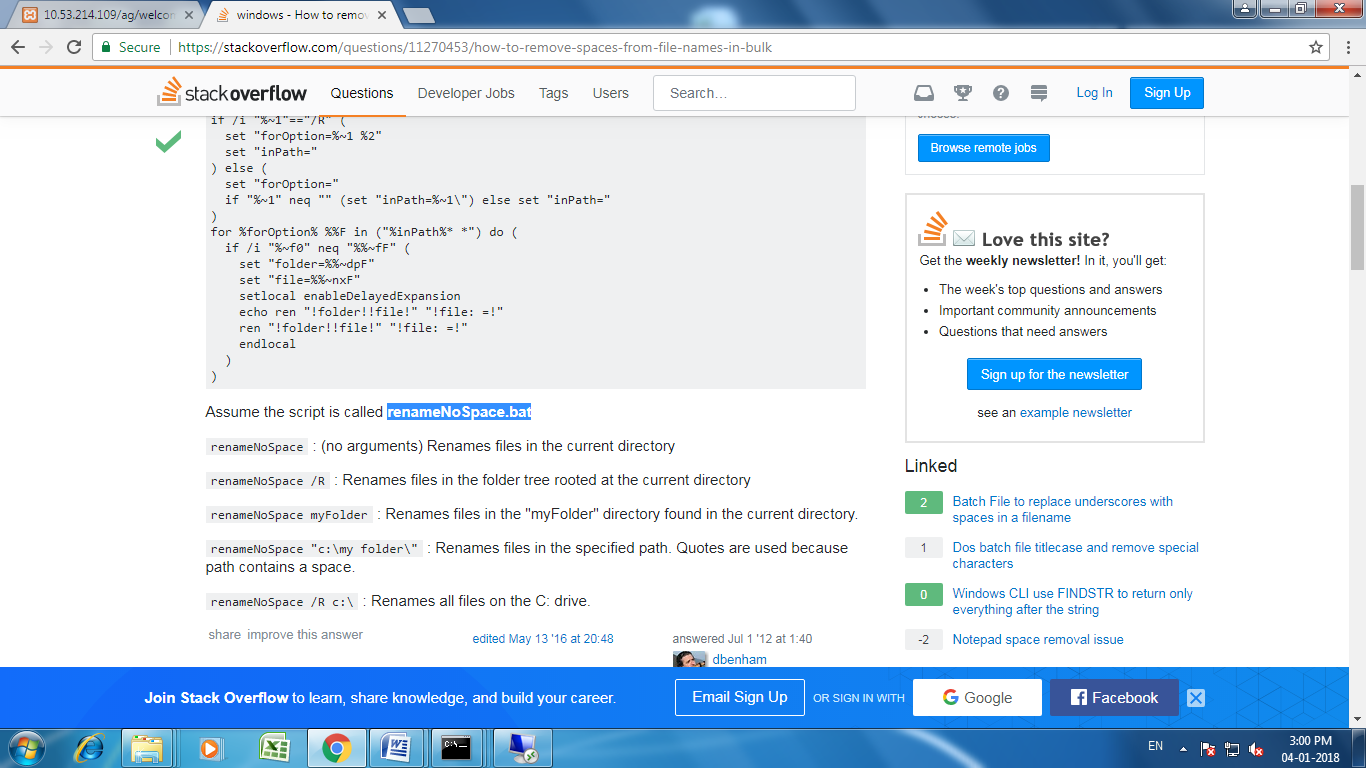 10.53.214.109/ag/welcom
windows - How to remov
Secure
https://stackoverflow.com/questions/11270453/how-to-remove-spaces-from-file-names-in-bulk
stackoverflow
Questions
Developer Jobs
Tags
Users
Search...
Log In
Sign Up
if /i "%~1"=="/R" (
set "forOption=%~1 %2"
set "inPath="
) else (
set "forOption="
if "%~1" neq "" (set "inPath=%~1\") else set "inPath="
)
for %forOption% %%F in ("%inPath%* *") do (
if /i "%~f0" neq "%%~fF" (
set "folder=%%~dpF"
set "file=%%~nxF"
setlocal enableDelayedExpansion
echo ren "!folder!!file!" "!file: =!"
ren "!folder!!file!" "!file: =!"
endlocal
)
)
Assume the script is called renameNoSpace.bat
renameNoSpace : (no arguments) Renames files in the current directory
renameNoSpace /R : Renames files in the folder tree rooted at the current directory
renameNoSpace myFolder : Renames files in the "myFolder" directory found in the current directory.
renameNoSpace "c:\my folder\" : Renames files in the specified path. Quotes are used because
path contains a space.
renameNoSpace /R c:\ : Renames all files on the C: drive.
share improve this answer
edited May 13 '16 at 20:48
answered Jul 1 '12 at 1:40
dbenham
Browse remote jobs
Love this site?
Get the weekly newsletter! In it, you'll get:
The week's top questions and answers
Important community announcements
Questions that need answers
Sign up for the newsletter
see an example newsletter
Linked
2 Batch File to replace underscores with
spaces in a filename
1 Dos batch file titlecase and remove special
characters
0 Windows CLI use FINDSTR to return only
everything after the string
-2 Notepad space removal issue
Join Stack Overflow to learn, share knowledge, and build your career.
Email Sign Up
OR SIGN IN WITH
Google
Facebook
EN
3:00 PM
04-01-2018